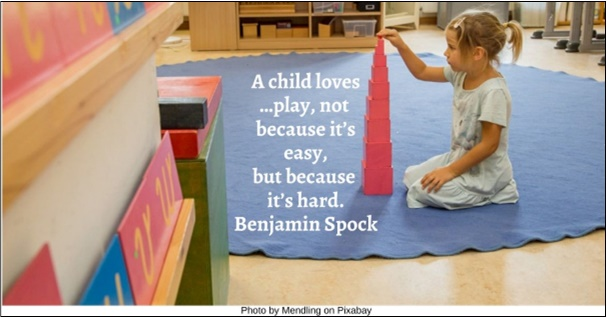 A child loves
...play, not
because it's
easy,
but because
it's hard.
Benjamin Spock
Photo by Mendling on Pixabay